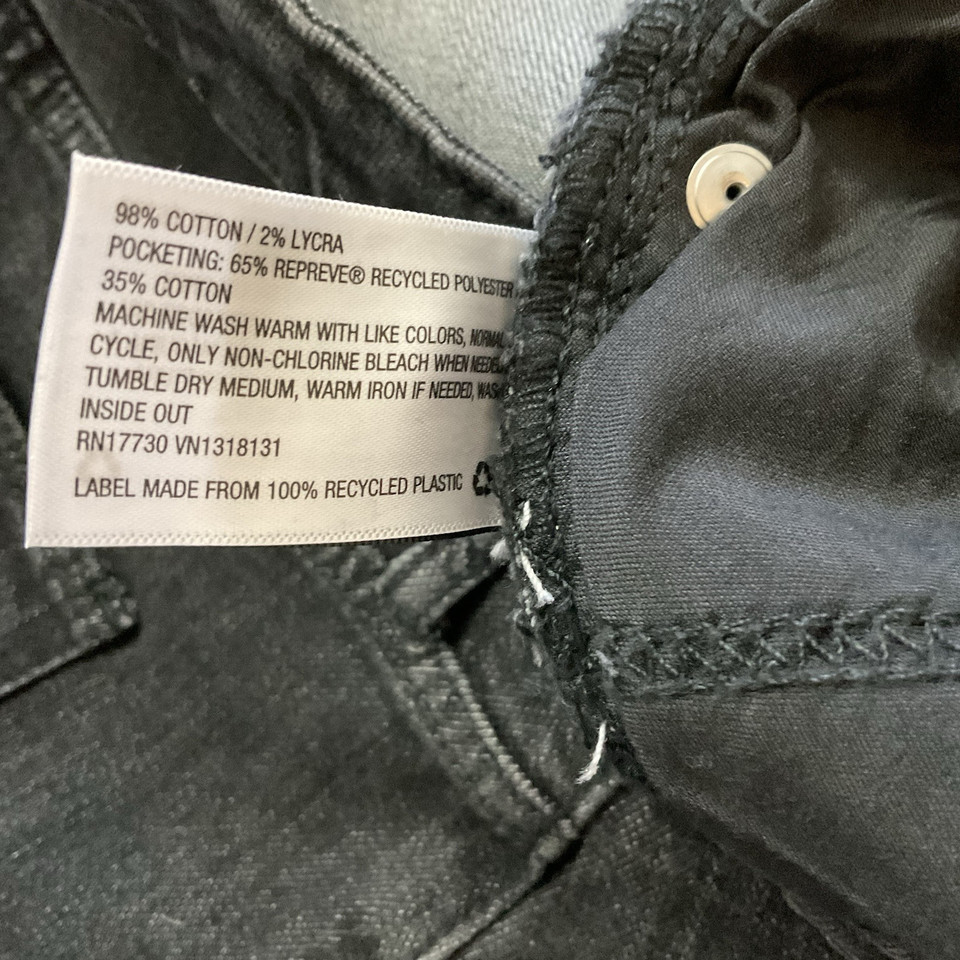 98% COTTON / 2% LYCRA
POCKETING: 65% REPREVE® RECYCLED POLYESTER
35% COTTON
MACHINE WASH WARM WITH LIKE COLORS, NORMAL
CYCLE, ONLY NON-CHLORINE BLEACH WHEN NEEDED,
TUMBLE DRY MEDIUM, WARM IRON IF NEEDED, WASH
INSIDE OUT
RN17730 VN1318131
LABEL MADE FROM 100% RECYCLED PLASTIC